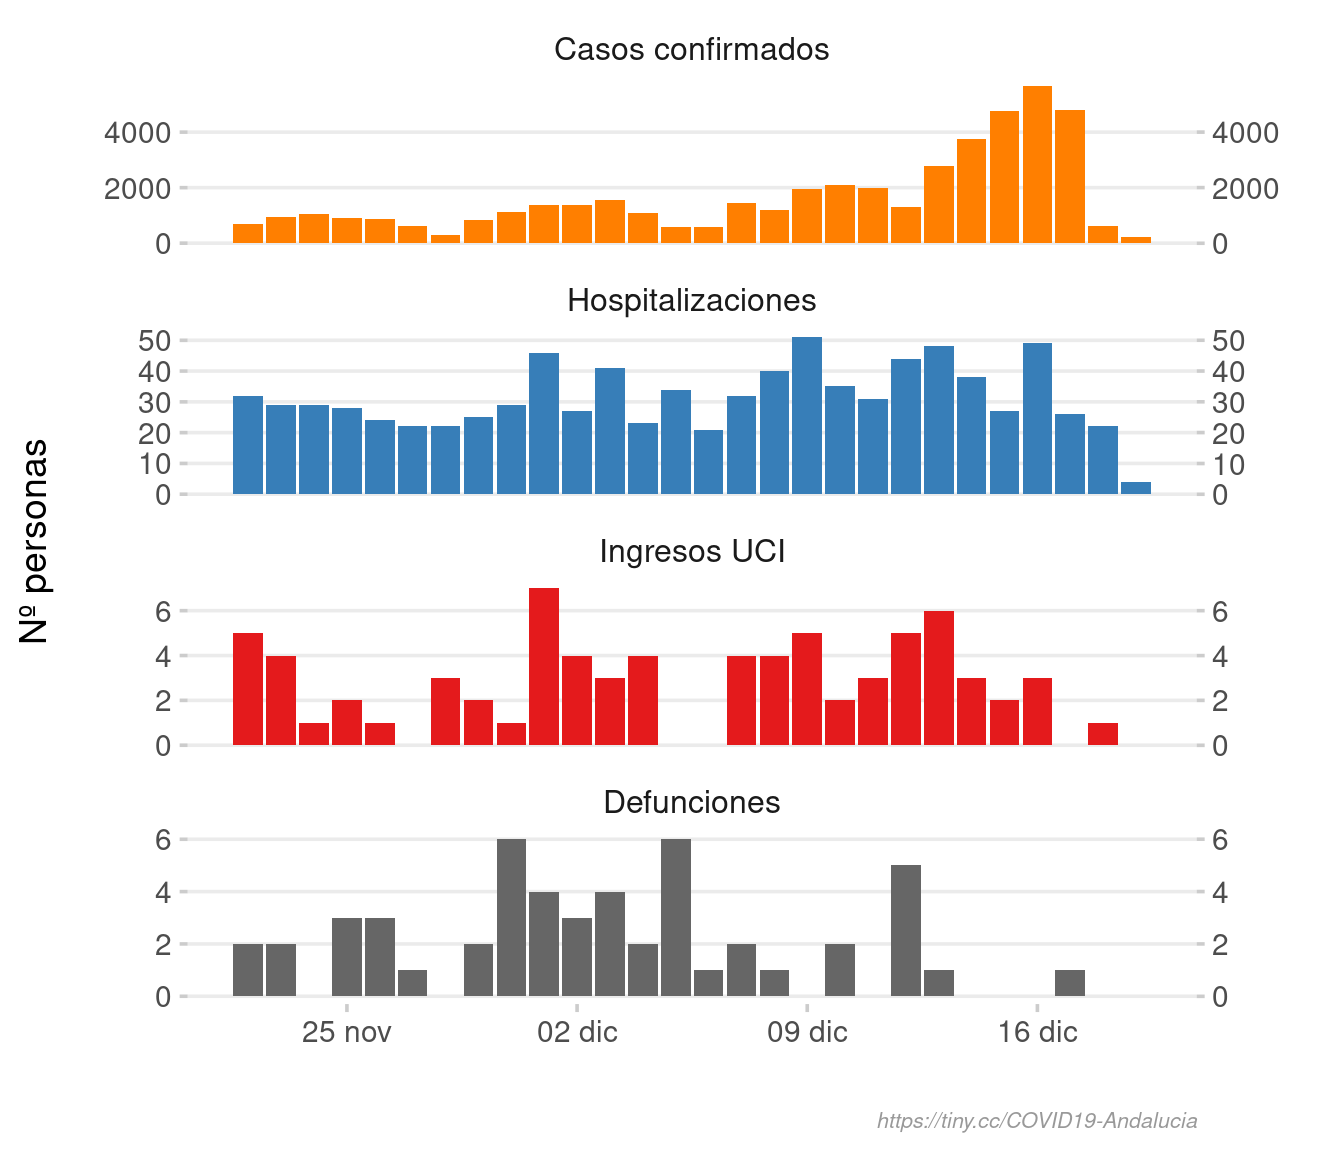 Casos confirmados
4000 4000
2000 2000
0 0
Hospitalizaciones
50 50
40 40
30 30
20 20
10 10
0 0
Nº personas
Ingresos UCI
6 6
4 4
2 2
0 0
Defunciones
6 6
4 4
2 2
0 0
25 nov 02 dic 09 dic 16 dic
https://tiny.cc/COVID19-Andalucia